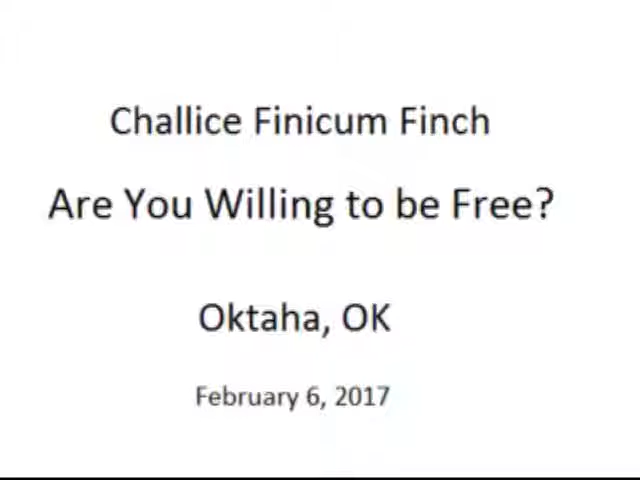 Challice Finicum Finch
Are You Willing to be Free?
Oktaha, OK
February 6, 2017